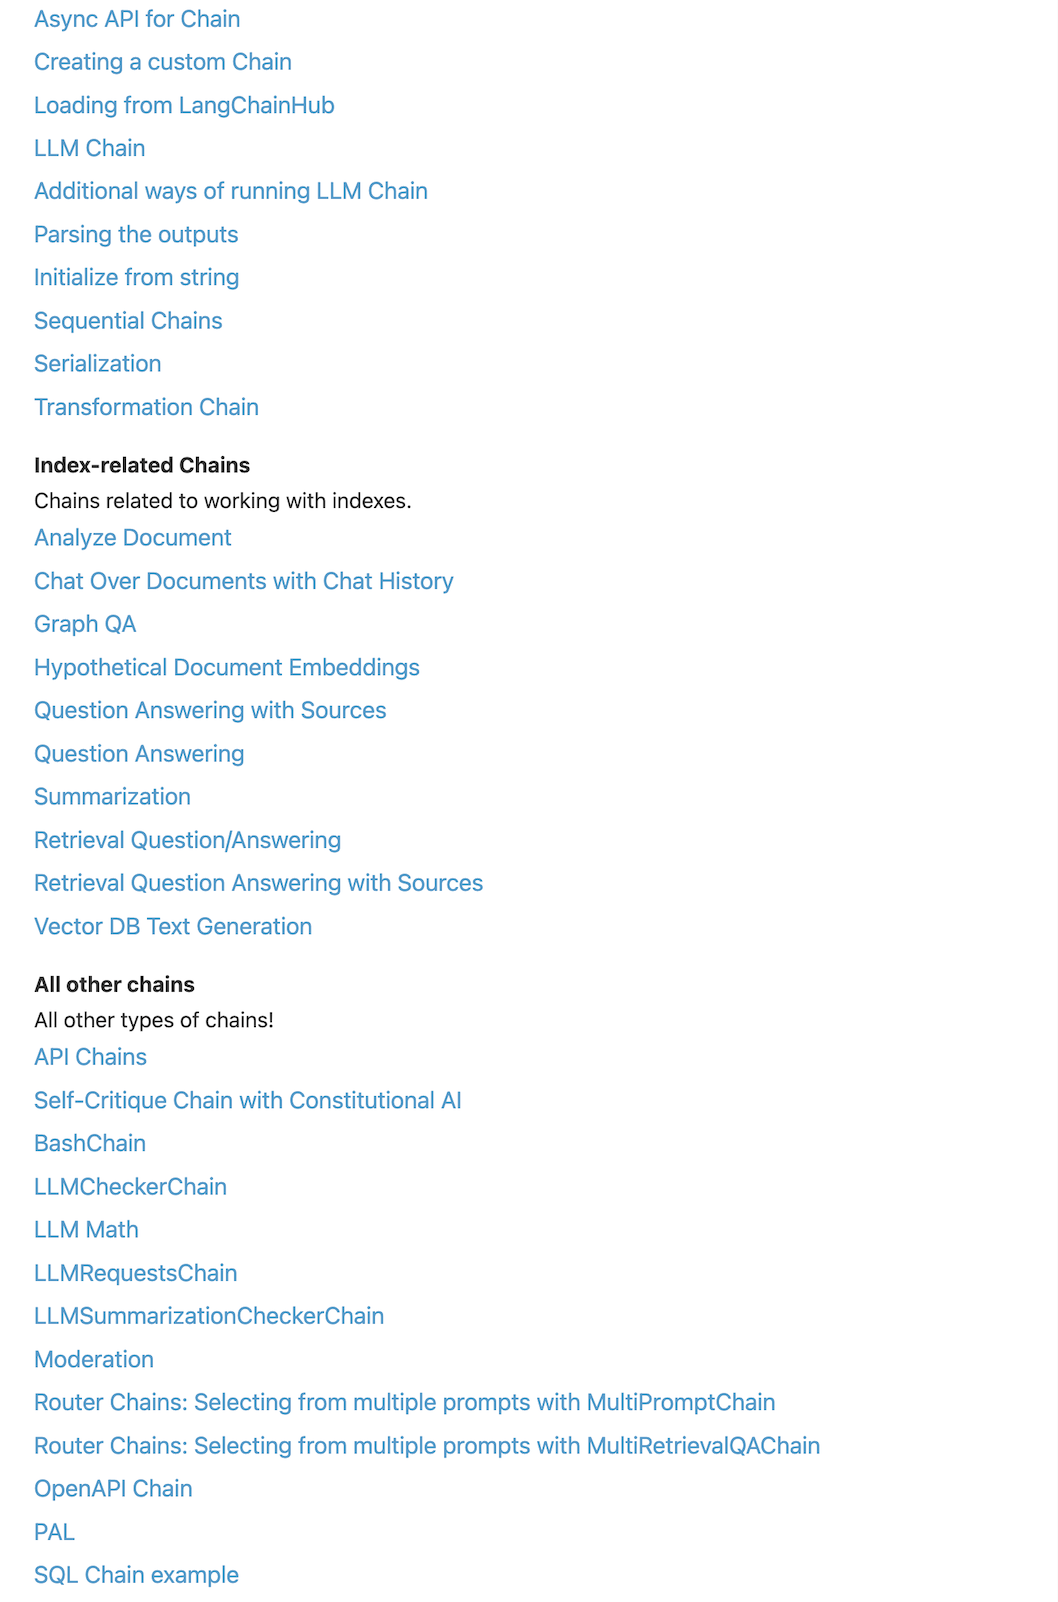 Async API for Chain
Creating a custom Chain
Loading from LangChainHub
LLM Chain
Additional ways of running LLM Chain
Parsing the outputs
Initialize from string
Sequential Chains
Serialization
Transformation Chain
Index-related Chains
Chains related to working with indexes.
Analyze Document
Chat Over Documents with Chat History
Graph QA
Hypothetical Document Embeddings
Question Answering with Sources
Question Answering
Summarization
Retrieval Question/Answering
Retrieval Question Answering with Sources
Vector DB Text Generation
All other chains
All other types of chains!
API Chains
Self-Critique Chain with Constitutional AI
BashChain
LLMCheckerChain
LLM Math
LLMRequestsChain
LLMSummarizationCheckerChain
Moderation
Router Chains: Selecting from multiple prompts with MultiPromptChain
Router Chains: Selecting from multiple prompts with MultiRetrievalQAChain
OpenAPI Chain
PAL
SQL Chain example